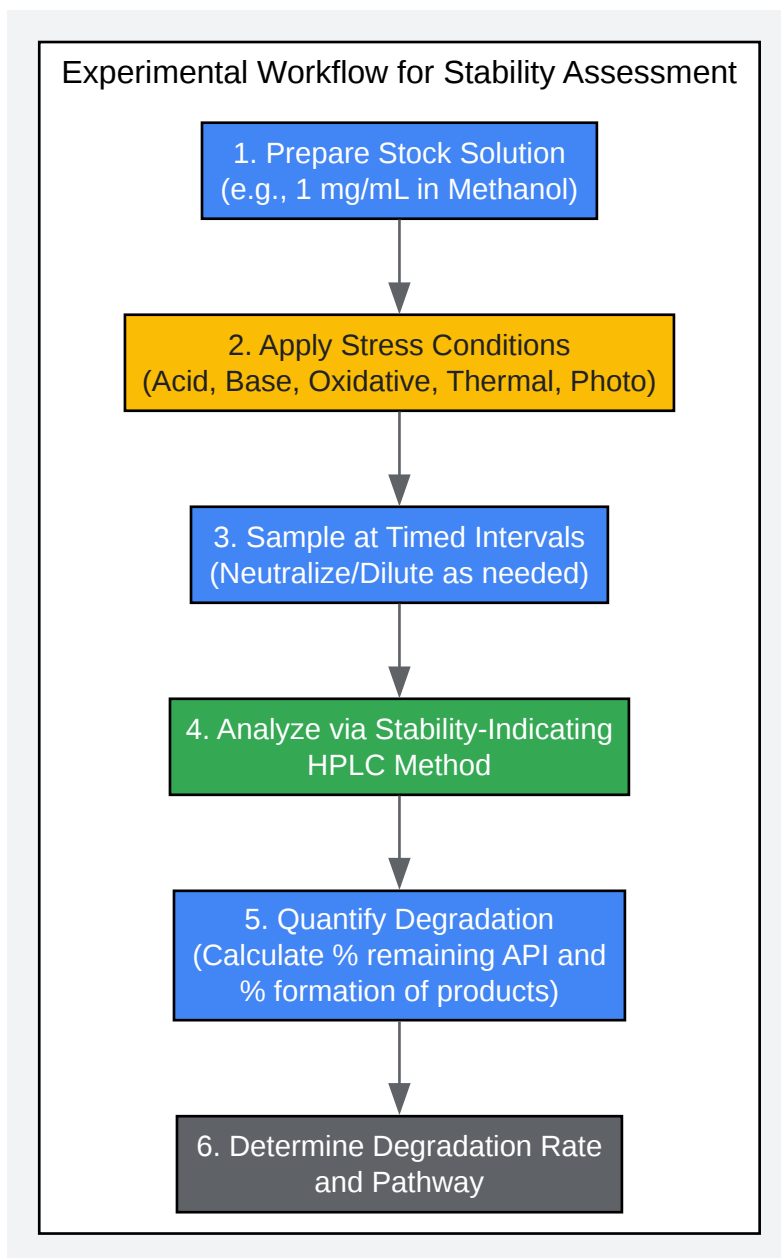 Experimental Workflow for Stability Assessment
1. Prepare Stock Solution
(e.g., 1 mg/mL in Methanol)
2. Apply Stress Conditions
(Acid, Base, Oxidative, Thermal, Photo)
3. Sample at Timed Intervals
(Neutralize/Dilute as needed)
4. Analyze via Stability-Indicating
HPLC Method
5. Quantify Degradation
(Calculate % remaining API and
% formation of products)
6. Determine Degradation Rate
and Pathway